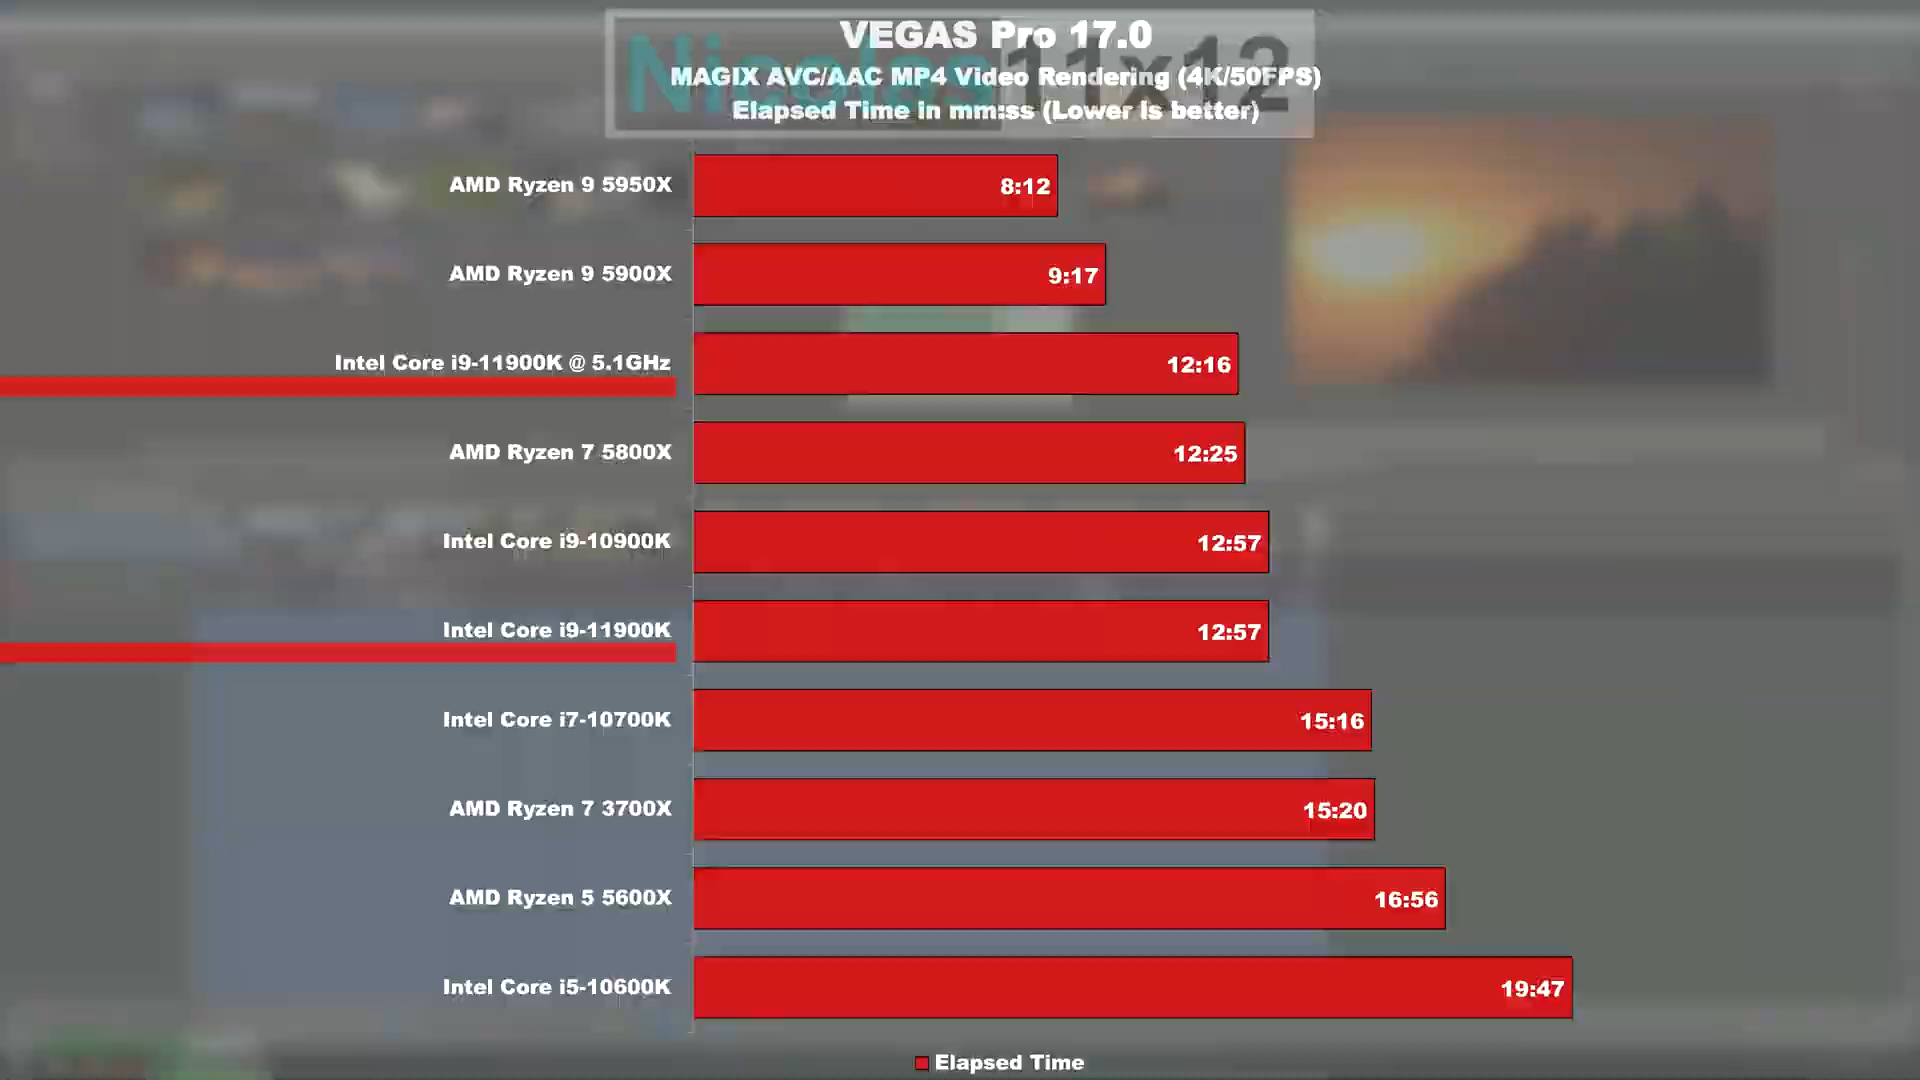 Nicolas11x12
VEGAS Pro 17.0
MAGIX AVC/AAC MP4 Video Rendering (4K/50FPS)
Elapsed Time in mm:ss (Lower is better)
AMD Ryzen 9 5950X 8:12
AMD Ryzen 9 5900X 9:17
Intel Core i9-11900K @ 5.1GHz 12:16
AMD Ryzen 7 5800X 12:25
Intel Core i9-10900K 12:57
Intel Core i9-11900K 12:57
Intel Core i7-10700K 15:16
AMD Ryzen 7 3700X 15:20
AMD Ryzen 5 5600X 16:56
Intel Core i5-10600K 19:47
Elapsed Time